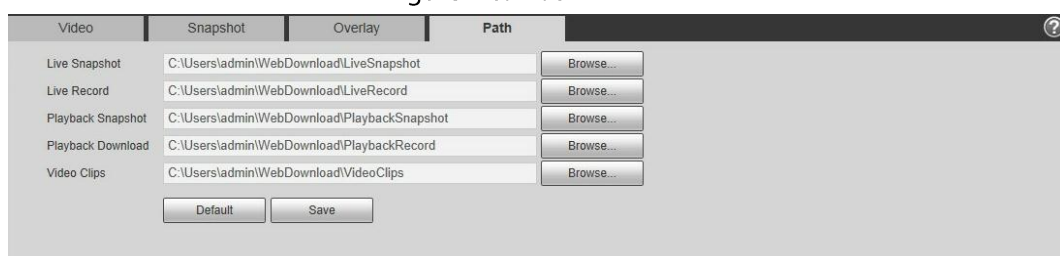 Video Snapshot Overlay Path
Live Snapshot C:\Users\admin\WebDownload\LiveSnapshot Browse...
Live Record C:\Users\admin\WebDownload\LiveRecord Browse...
Playback Snapshot C:\Users\admin\WebDownload\PlaybackSnapshot Browse...
Playback Download C:\Users\admin\WebDownload\PlaybackRecord Browse...
Video Clips C:\Users\admin\WebDownload\VideoClips Browse...
Default Save